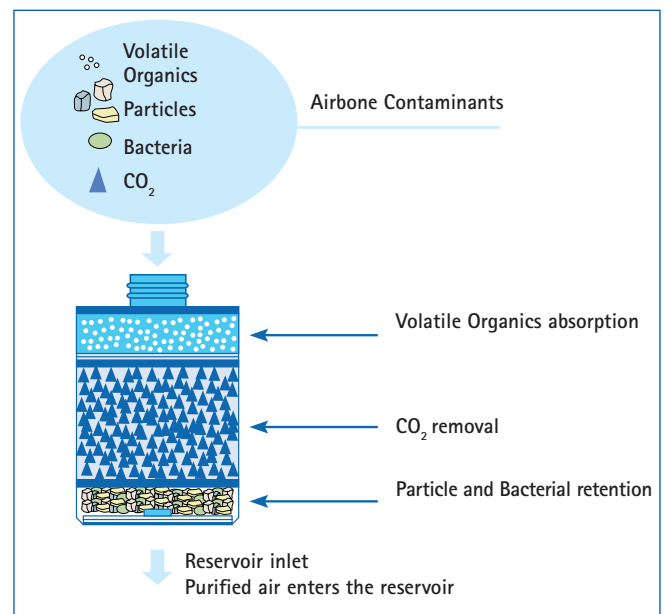 Volatile
Organics
Particles
Bacteria
CO₂
Airbone Contaminants
Volatile Organics absorption
CO₂ removal
Particle and Bacterial retention
Reservoir inlet
Purified air enters the reservoir